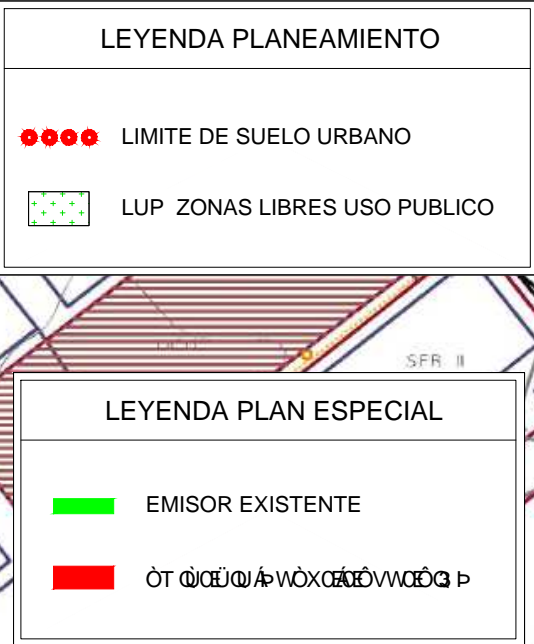 LEYENDA PLANEAMIENTO
LIMITE DE SUELO URBANO
LUP ZONAS LIBRES USO PUBLICO
SFR II
LEYENDA PLAN ESPECIAL
EMISOR EXISTENTE